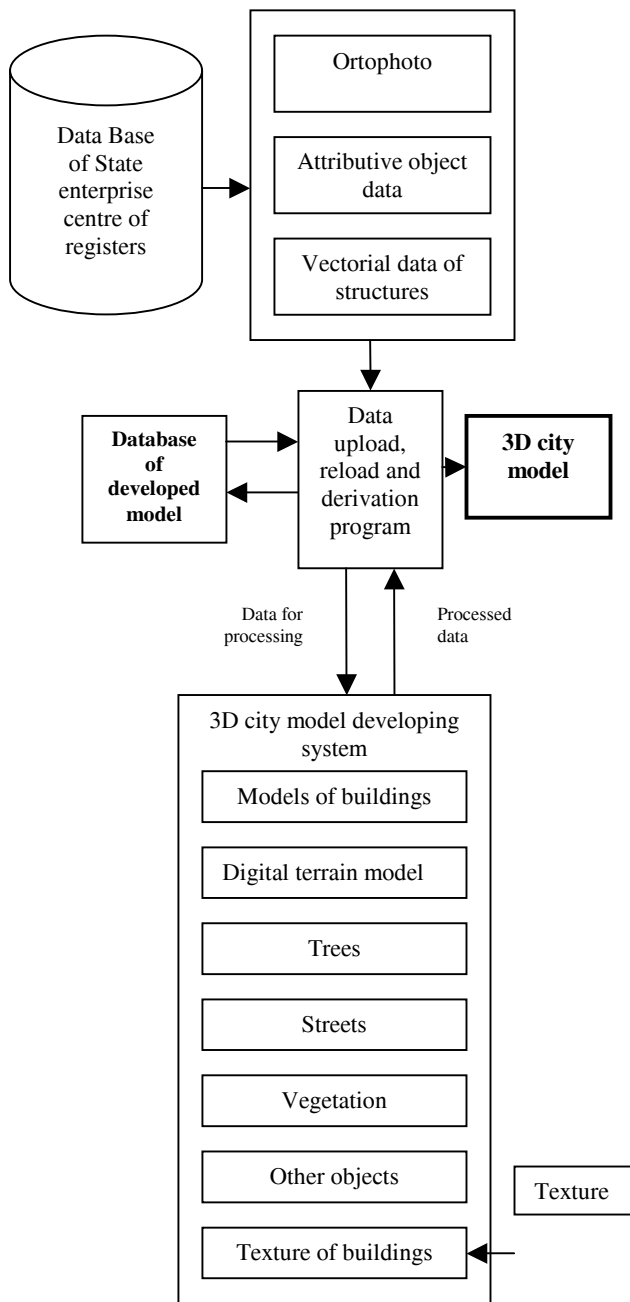 Data Base
of State
enterprise
centre of
registers
Ortophoto
Attributive object
data
Vectorial data of
structures
Database
of
developed
model
Data
upload,
reload and
derivation
program
3D city
model
Data for
processing
Processed
data
3D city model developing
system
Models of buildings
Digital terrain model
Trees
Streets
Vegetation
Other objects
Texture of buildings
Texture